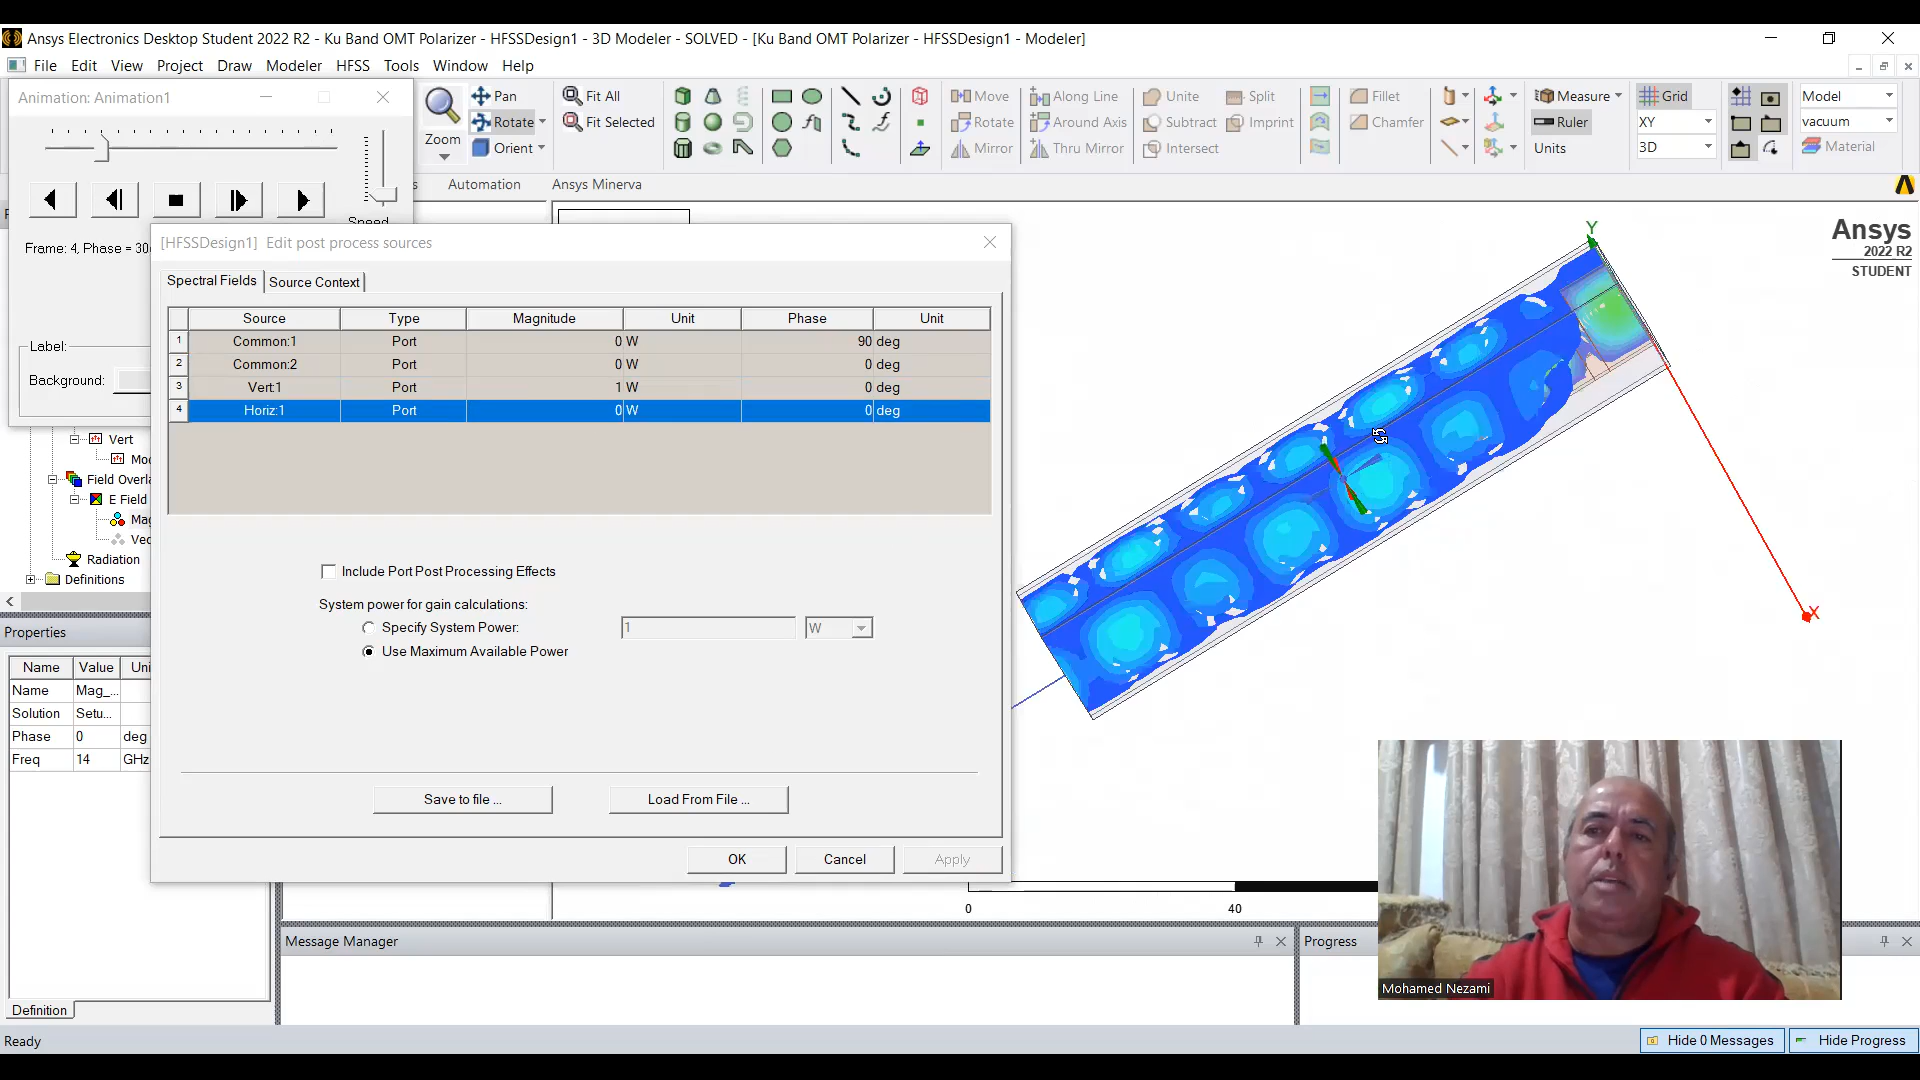 Ansys Electronics Desktop Student 2022 R2 - Ku Band OMT Polarizer - HFSSDesign1 - 3D Modeler - SOLVED - [Ku Band OMT Polarizer - HFSSDesign1 - Modeler]
File Edit View Project Draw Modeler HFSS Tools Window Help
Animation: Animation1
Speed
Frame: 4, Phase = 30
Label:
Background:
Zoom
Pan
Rotate
Orient
Fit All
Fit Selected
Move
Rotate
Mirror
Along Line
Around Axis
Thru Mirror
Unite
Subtract
Intersect
Split
Imprint
Fillet
Chamfer
Measure
Ruler
Units
Grid
XY
3D
Model
vacuum
Material
Automation
Ansys Minerva
[HFSSDesign1] Edit post process sources
Spectral Fields Source Context
Source Type Magnitude Unit Phase Unit
1 Common:1 Port 0 W 90 deg
2 Common:2 Port 0 W 0 deg
3 Vert:1 Port 1 W 0 deg
4 Horiz:1 Port 0 W 0 deg
Include Port Post Processing Effects
System power for gain calculations:
Specify System Power: 1 W
Use Maximum Available Power
Save to file ... Load From File ...
OK Cancel Apply
Vert
Field Overla
E Field
Radiation
Definitions
Properties
Name Value Uni
Name Mag_...
Solution Setu...
Phase 0 deg
Freq 14 GHz
Definition
Y
X
Ansys
2022 R2
STUDENT
0 40
Message Manager
Progress
Mohamed Nezami
Ready
Hide 0 Messages
Hide Progress